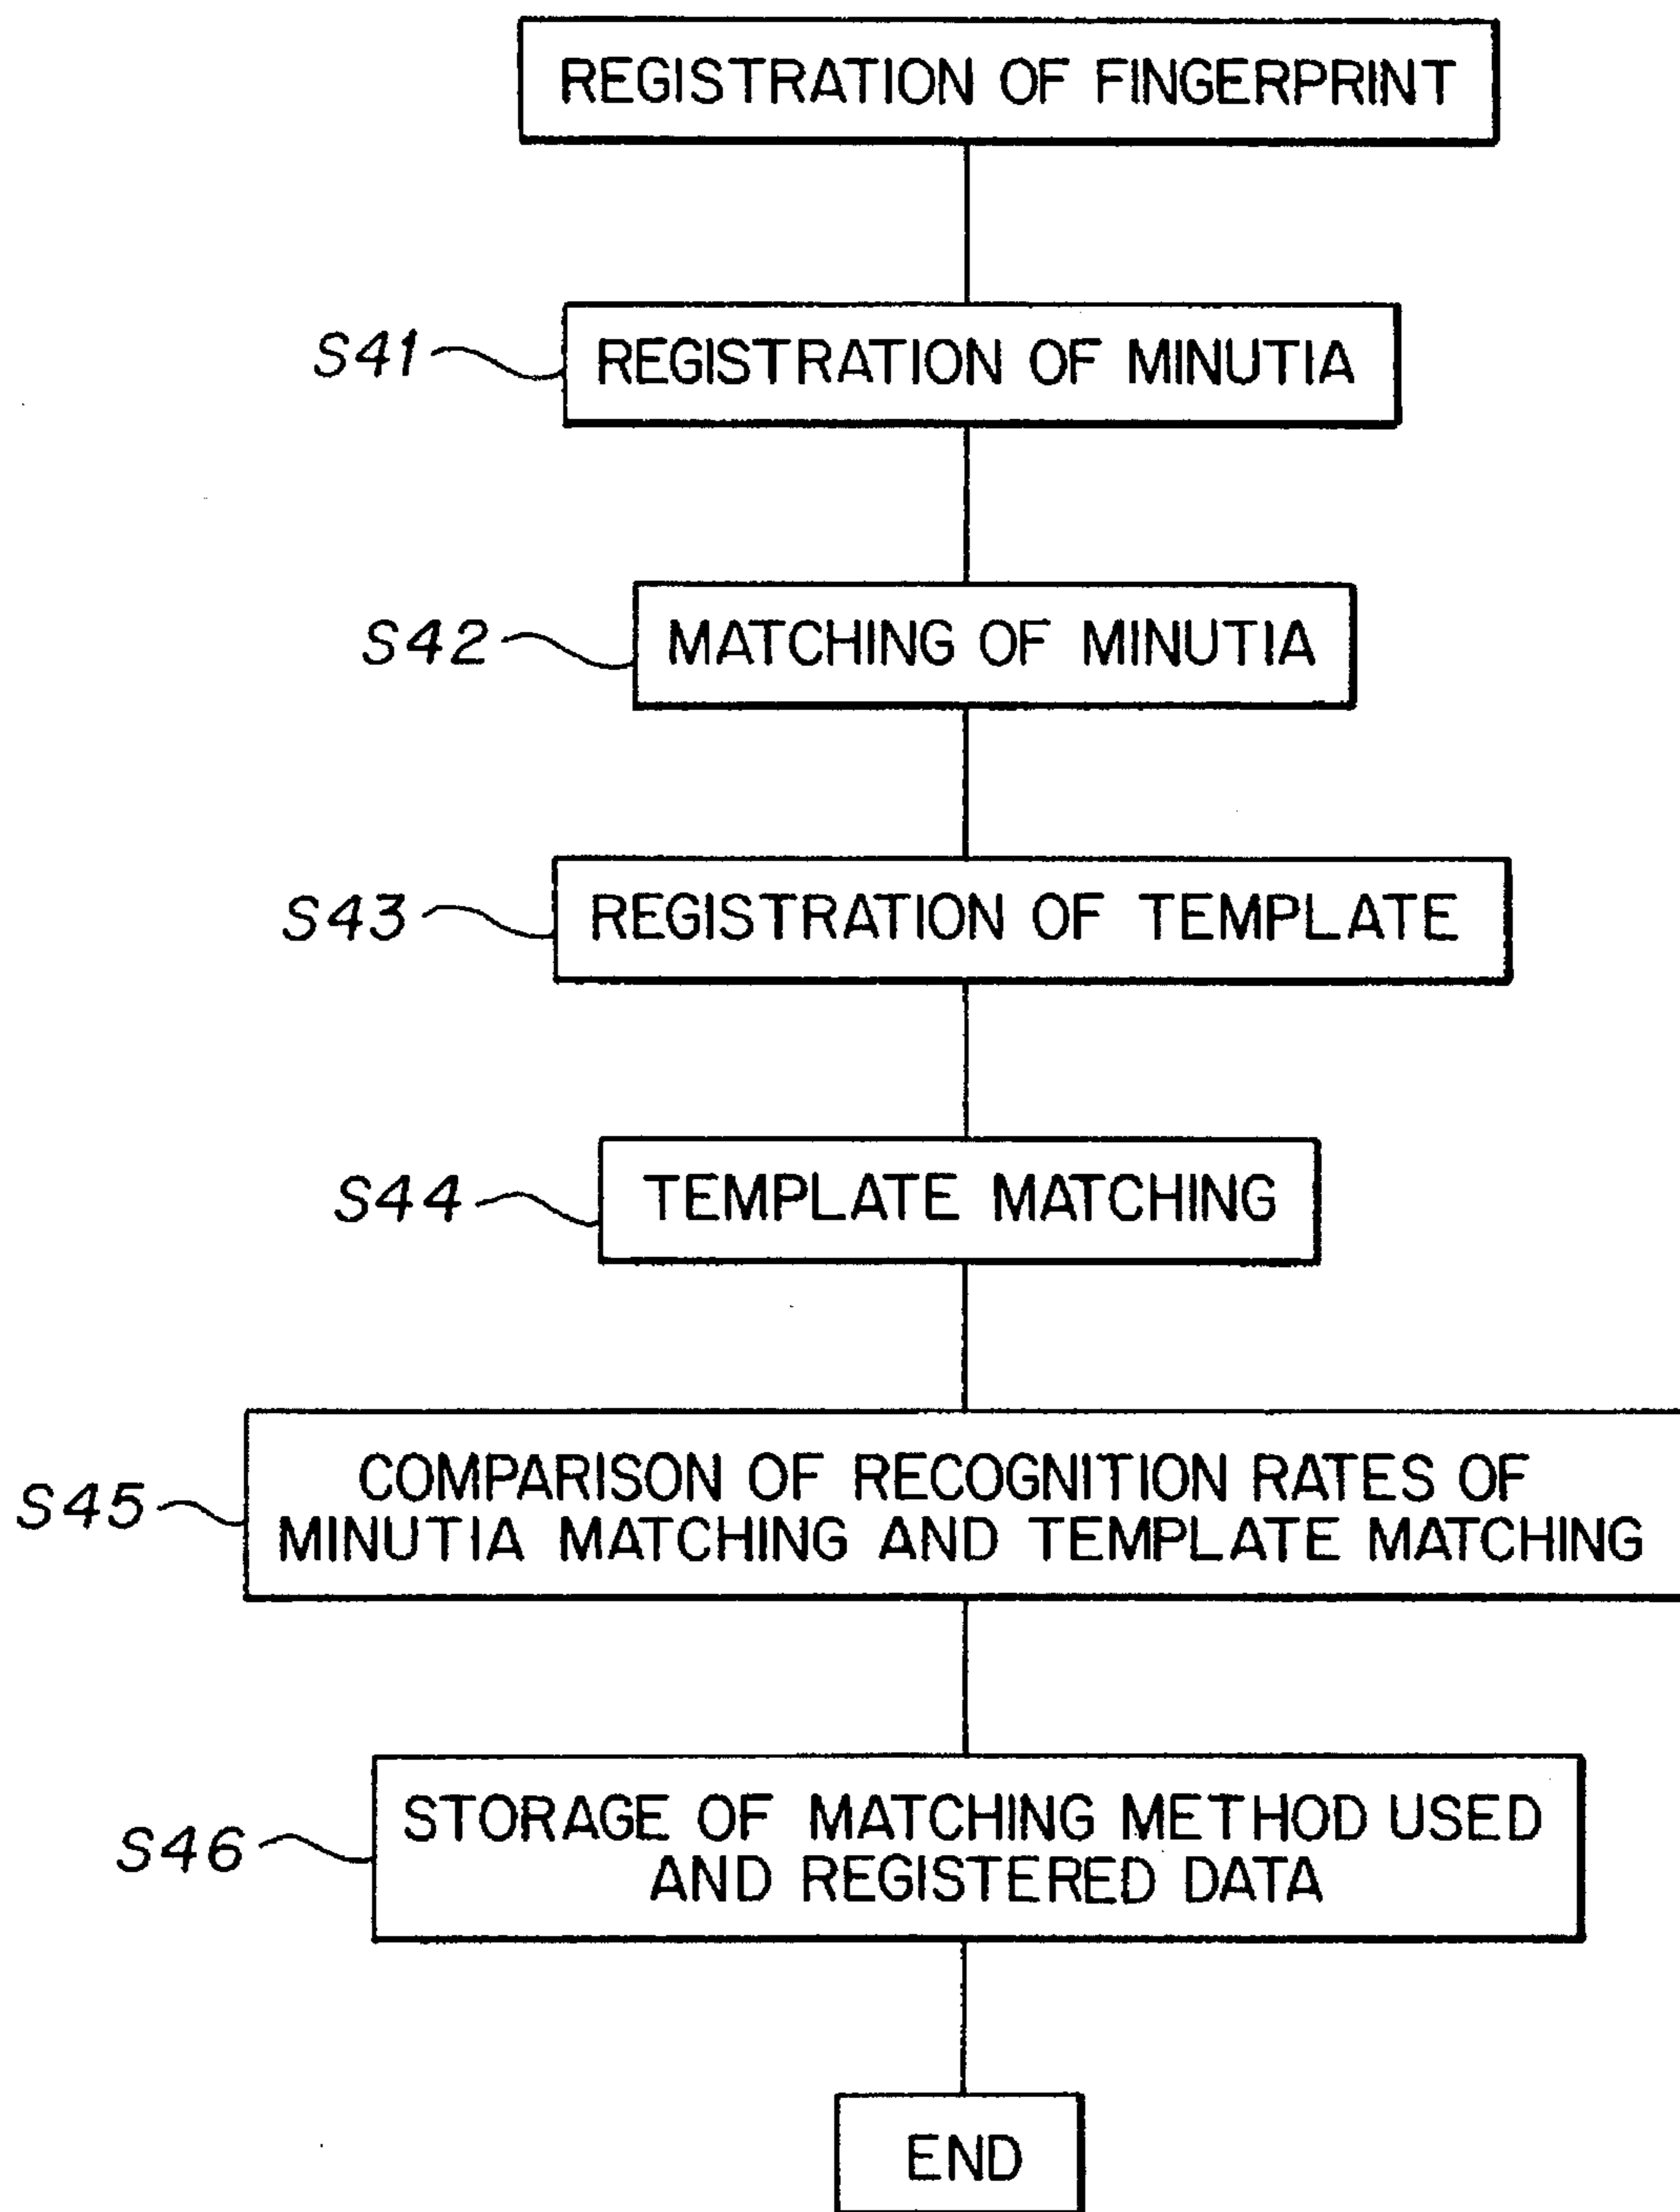 REGISTRATION OF FINGERPRINT
S41
REGISTRATION OF MINUTIA
S42
MATCHING OF MINUTIA
S43
REGISTRATION OF TEMPLATE
S44
TEMPLATE MATCHING
S45
COMPARISON OF RECOGNITION RATES OF
MINUTIA MATCHING AND TEMPLATE MATCHING
S46
STORAGE OF MATCHING METHOD USED
AND REGISTERED DATA
END